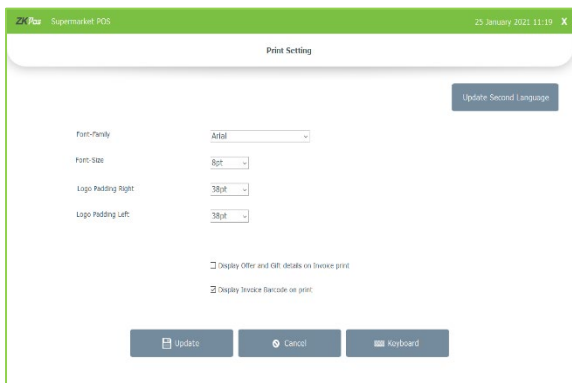 ZKPos Supermarket POS 25 January 2021 11:19 X
Print Setting
Update Second Language
Font-Family Arial
Font-Size 8pt
Logo Padding Right 38pt
Logo Padding Left 38pt
Display Offer and Gift details on Invoice print
Display Invoice Barcode on print
Update Cancel Keyboard